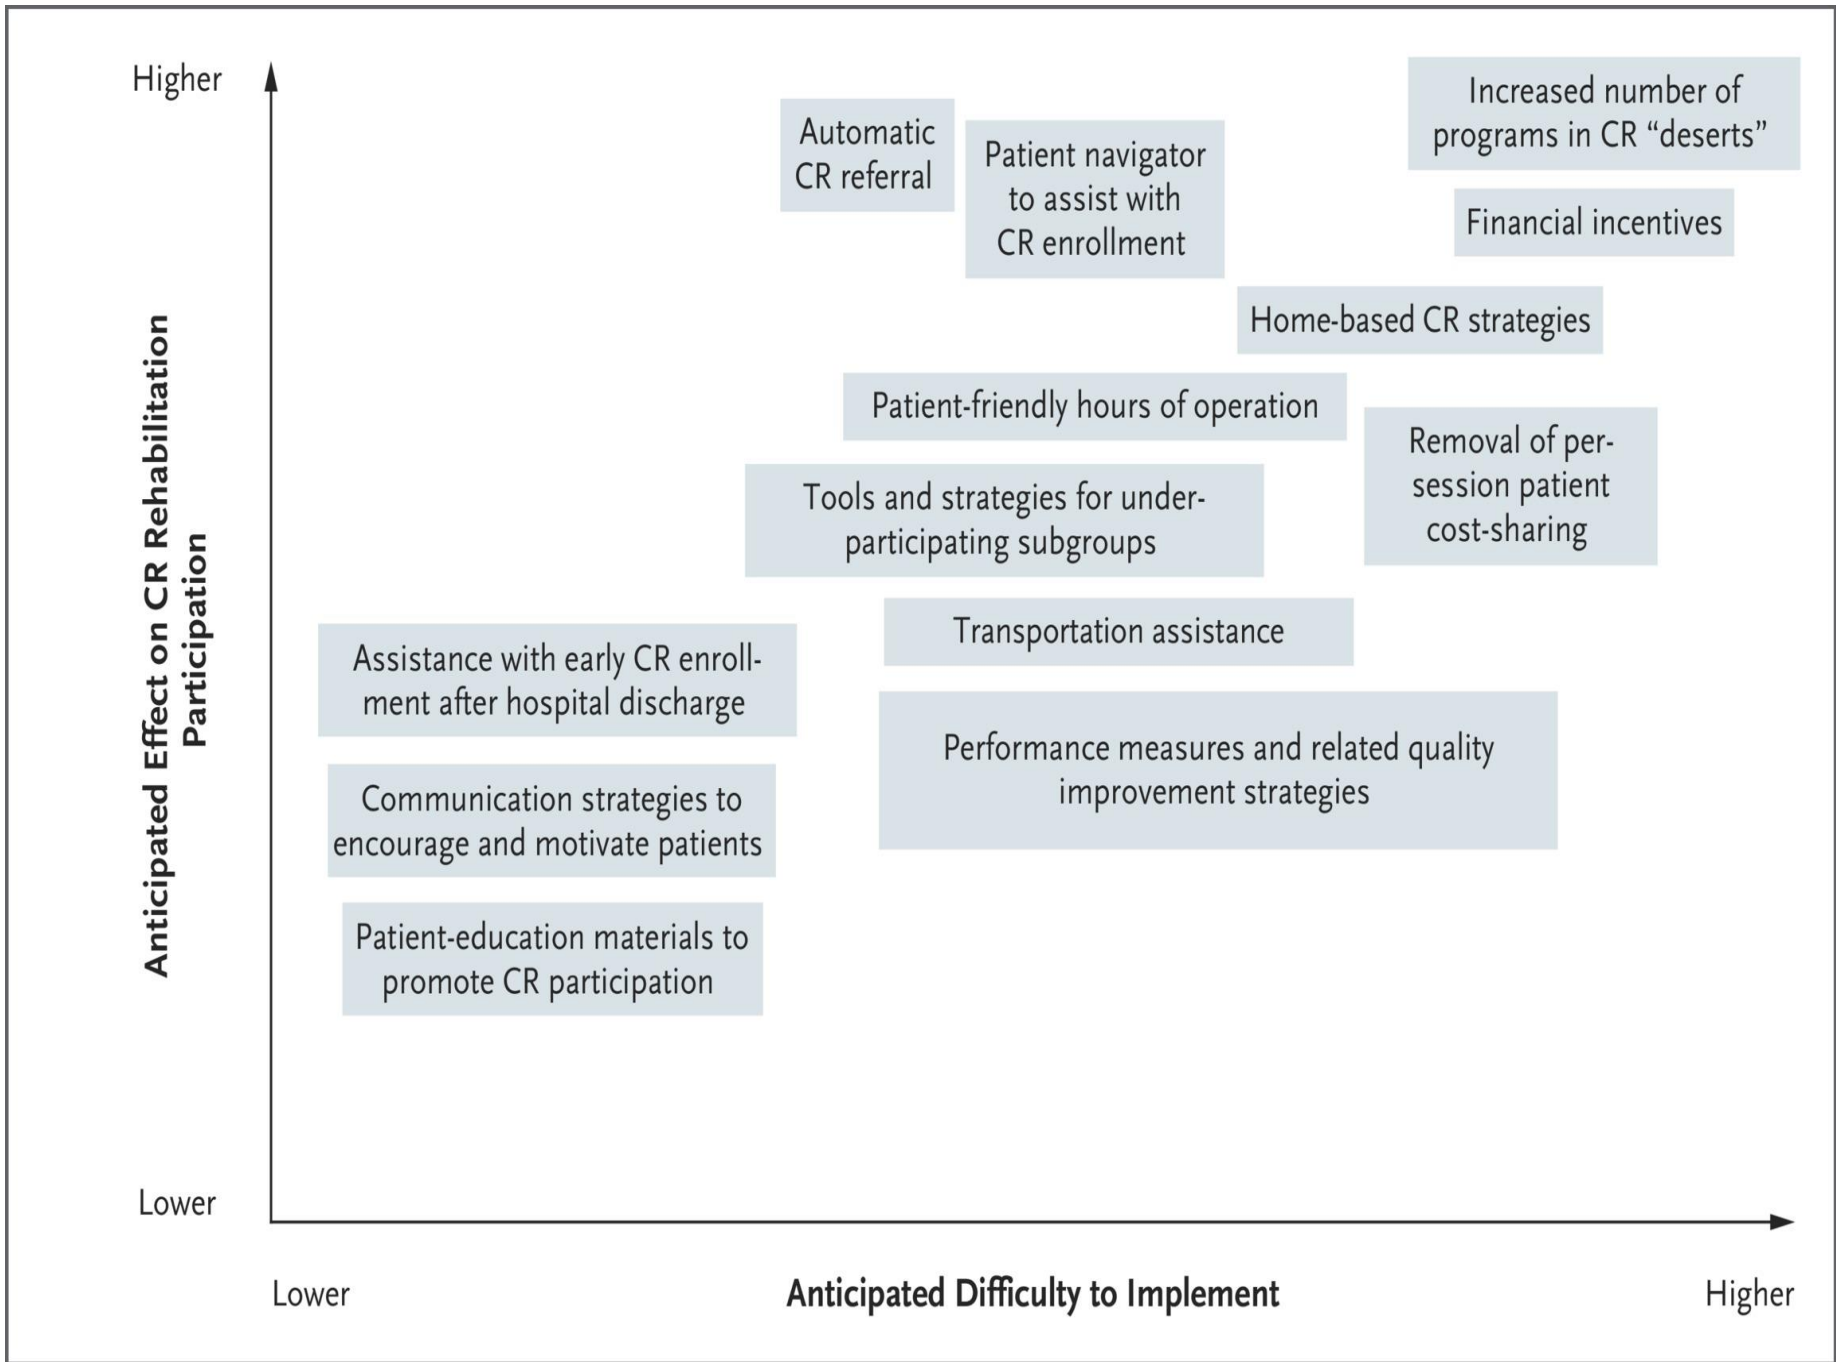 Higher
Increased number of
programs in CR “deserts”
Automatic
CR referral
Patient navigator
to assist with
CR enrollment
Financial incentives
Home-based CR strategies
Patient-friendly hours of operation
Removal of per-
session patient
cost-sharing
Tools and strategies for under-
participating subgroups
Transportation assistance
Assistance with early CR enroll-
ment after hospital discharge
Performance measures and related quality
improvement strategies
Communication strategies to
encourage and motivate patients
Patient-education materials to
promote CR participation
Anticipated Effect on CR Rehabilitation
Participation
Lower
Lower
Anticipated Difficulty to Implement
Higher